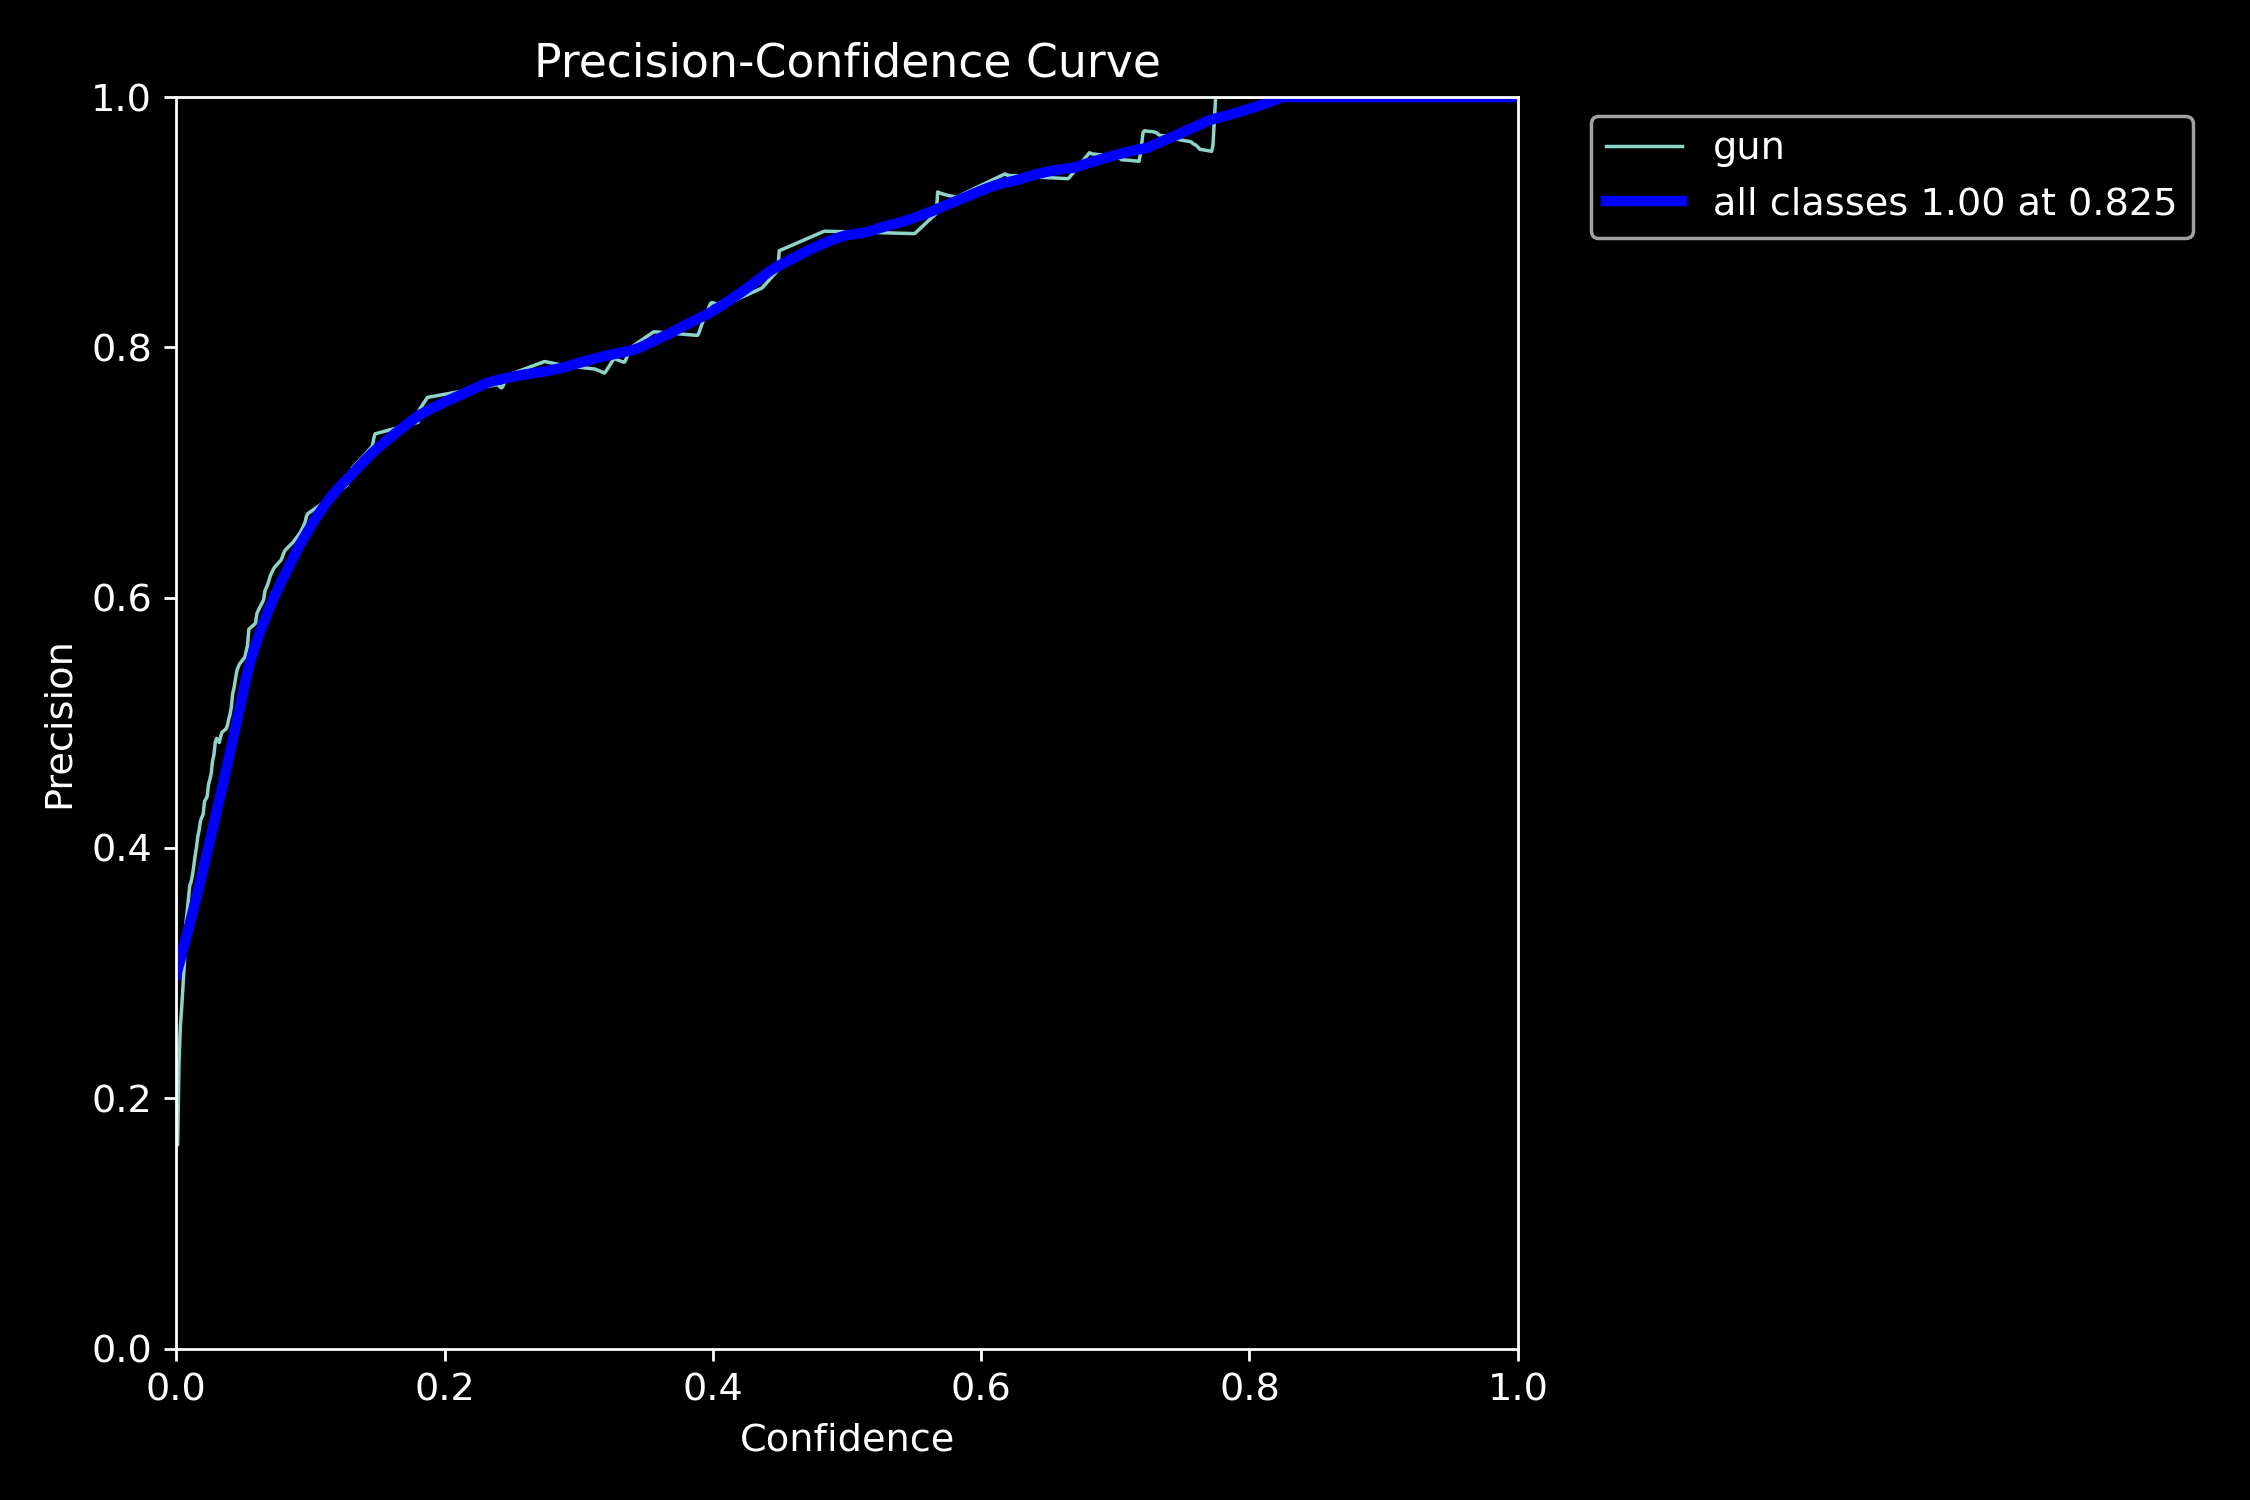 Precision-Confidence Curve
1.0
0.8
0.6
0.4
0.2
0.0
Precision
0.0 0.2 0.4 0.6 0.8 1.0
Confidence
gun
all classes 1.00 at 0.825